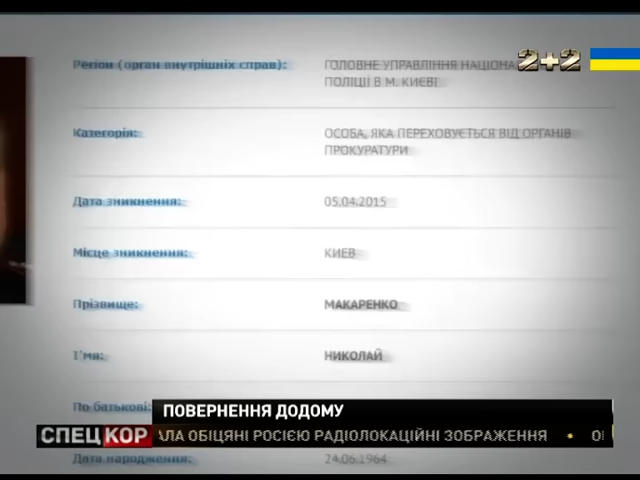 2+2
Регіон (орган внутрішніх справ): ГОЛОВНЕ УПРАВЛІННЯ
ПОЛІЦІЇ В М. КИЄВІ
Категорія: ОСОБА, ЯКА ПЕРЕХОВУЄТЬСЯ ВІД ОРГАНІВ
ПРОКУРАТУРИ
Дата зникнення: 05.04.2015
Місце зникнення: КИЕВ
Прізвище: МАКАРЕНКО
І'мя: НИКОЛАЙ
По батькові:
ПОВЕРНЕННЯ ДОДОМУ
СПЕЦКОР АЛА ОБІЦЯНІ РОСІЄЮ РАДІОЛОКАЦІЙНІ ЗОБРАЖЕННЯ •
Дата народження: 24.06.1964